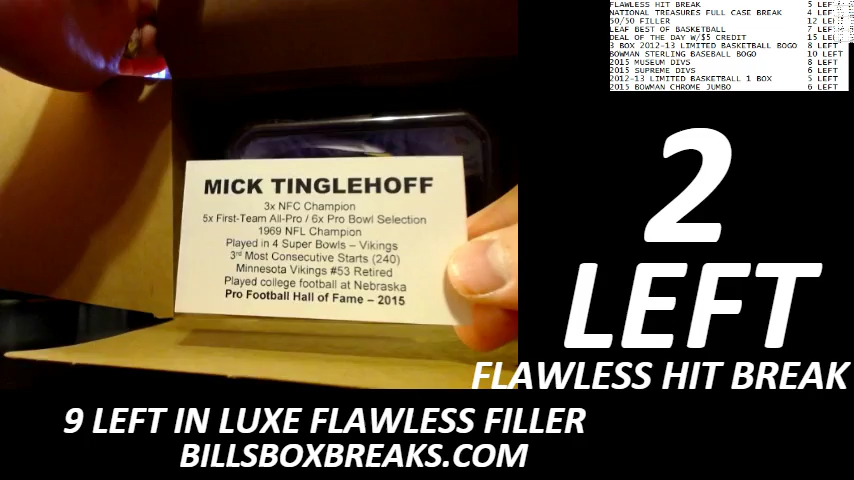 FLAWLESS HIT BREAK 5 LEFT
NATIONAL TREASURES FULL CASE BREAK 4 LEFT
50/50 FILLER 12 LEFT
LEAF BEST OF BASKETBALL 7 LEFT
DEAL OF THE DAY W/$5 CREDIT 15 LEFT
3 BOX 2012-13 LIMITED BASKETBALL BOGO 8 LEFT
BOWMAN STERLING BASEBALL BOGO 10 LEFT
2015 MUSEUM DIVS 8 LEFT
2015 SUPREME DIVS 6 LEFT
2012-13 LIMITED BASKETBALL 1 BOX 5 LEFT
2015 BOWMAN CHROME JUMBO 6 LEFT
MICK TINGLEHOFF
3x NFC Champion
5x First-Team All-Pro / 6x Pro Bowl Selection
1969 NFL Champion
Played in 4 Super Bowls – Vikings
3rd Most Consecutive Starts (240)
Minnesota Vikings #53 Retired
Played college football at Nebraska
Pro Football Hall of Fame – 2015
2
LEFT
FLAWLESS HIT BREAK
9 LEFT IN LUXE FLAWLESS FILLER
BILLSBOXBREAKS.COM